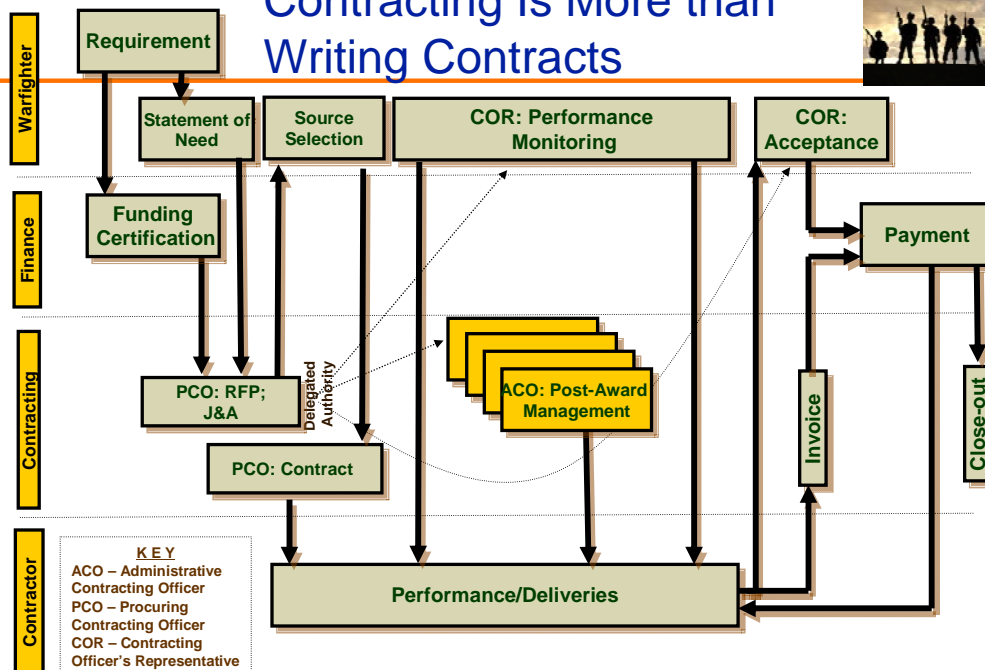 Contracting Is More than
Writing Contracts
Warfighter
Requirement
Statement of
Need
Source
Selection
COR: Performance
Monitoring
COR:
Acceptance
Finance
Funding
Certification
Payment
Contracting
PCO: RFP;
J&A
Delegated
Authority
ACO: Post-Award
Management
PCO: Contract
Invoice
Close-out
Contractor
K E Y
ACO – Administrative
Contracting Officer
PCO – Procuring
Contracting Officer
COR – Contracting
Officer's Representative
Performance/Deliveries